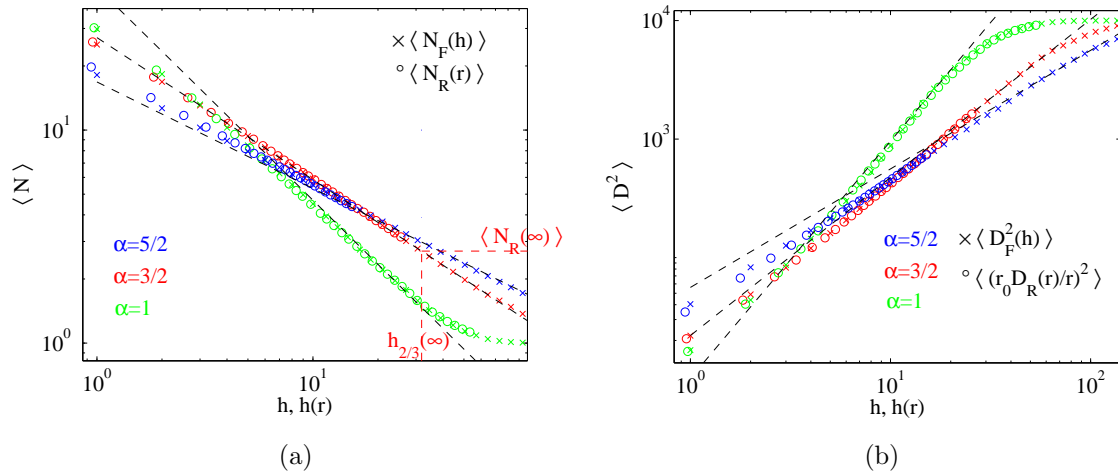 × ⟨ N_F(h) ⟩
° ⟨ N_R(r) ⟩
10^1
⟨ N ⟩
⟨ N_R(∞) ⟩
α=5/2
α=3/2
α=1
h_{2/3}(∞)
10^0
10^0
10^1
h, h(r)
(a)
10^4
10^3
⟨ D^2 ⟩
α=5/2
α=3/2
α=1
× ⟨ D_F^2(h) ⟩
° ⟨ (r_0 D_R(r)/r)^2 ⟩
10^0
10^1
10^2
h, h(r)
(b)